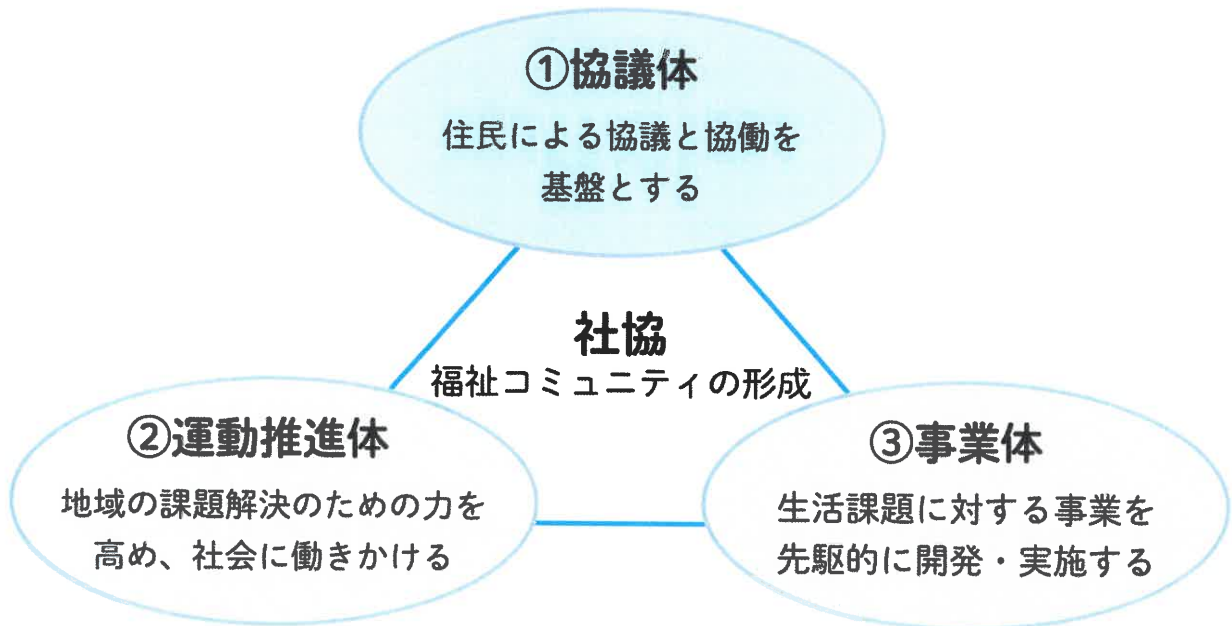 ①協議体
住民による協議と協働を
基盤とする
社協
福祉コミュニティの形成
②運動推進体
地域の課題解決のための力を
高め、社会に働きかける
③事業体
生活課題に対する事業を
先駆的に開発・実施する